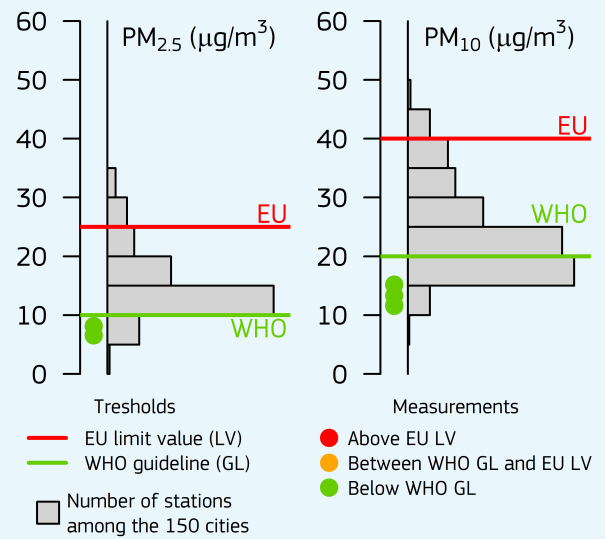 PM2.5 (μg/m³)
60
50
40
30
20
10
0
EU
WHO
PM10 (μg/m³)
60
50
40
30
20
10
0
EU
WHO
Tresholds
EU limit value (LV)
WHO guideline (GL)
Number of stations
among the 150 cities
Measurements
Above EU LV
Between WHO GL and EU LV
Below WHO GL